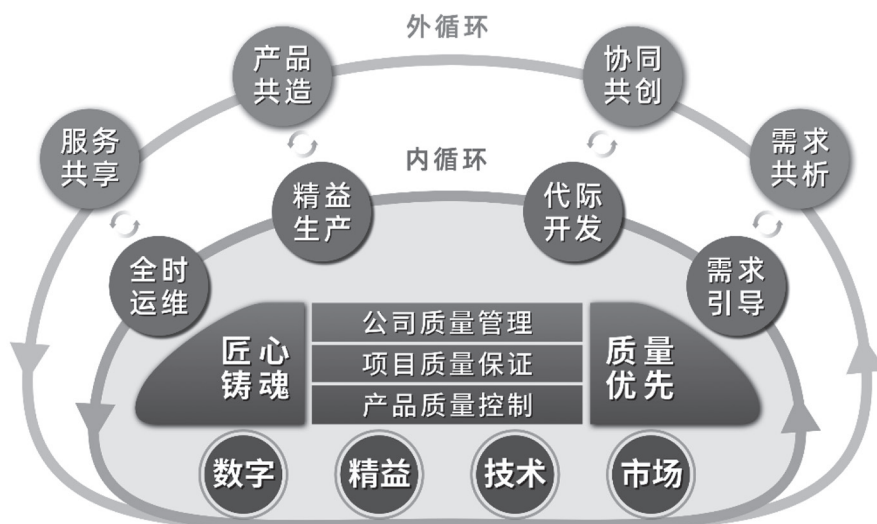 外循环
产品
共造
协同
共创
服务
共享
需求
共析
内循环
精益
生产
代际
开发
全时
运维
需求
引导
匠心
铸魂
公司质量管理
项目质量保证
产品质量控制
质量
优先
数字
精益
技术
市场